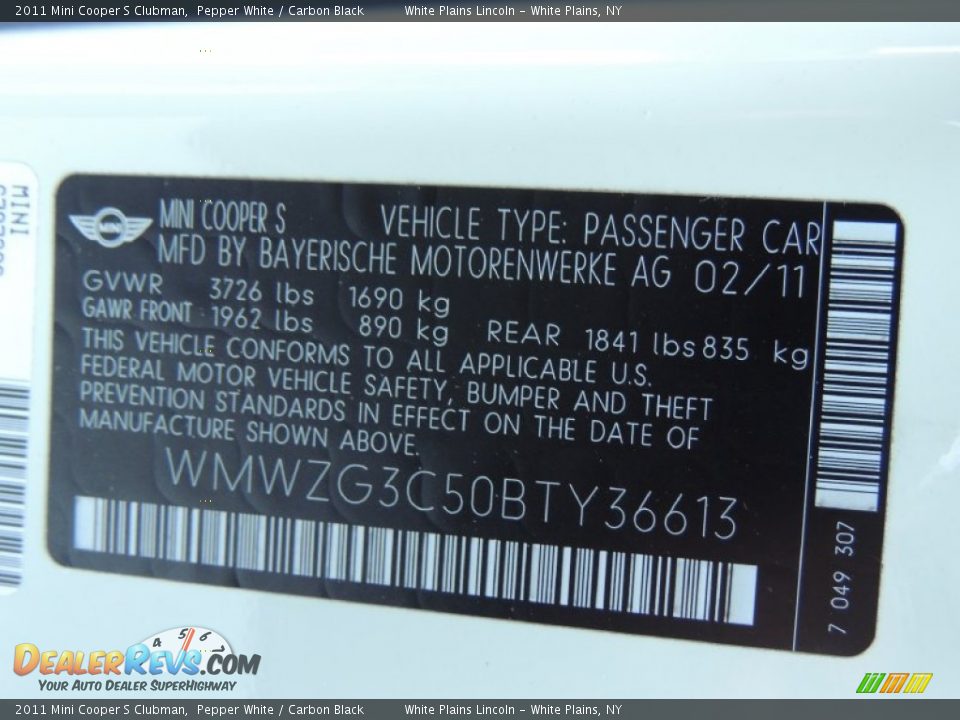 2011 Mini Cooper S Clubman, Pepper White / Carbon Black White Plains Lincoln - White Plains, NY
MINI
MINI
MINI COOPER S VEHICLE TYPE: PASSENGER CAR
MFD BY BAYERISCHE MOTORENWERKE AG 02/11
GVWR 3726 lbs 1690 kg
GAWR FRONT 1962 lbs 890 kg REAR 1841 lbs 835 kg
THIS VEHICLE CONFORMS TO ALL APPLICABLE U.S.
FEDERAL MOTOR VEHICLE SAFETY, BUMPER AND THEFT
PREVENTION STANDARDS IN EFFECT ON THE DATE OF
MANUFACTURE SHOWN ABOVE.
WMWZG3C50BTY36613
7 049 307
4 5 6
DEALERREVS.COM
YOUR AUTO DEALER SUPERHIGHWAY
2011 Mini Cooper S Clubman, Pepper White / Carbon Black White Plains Lincoln - White Plains, NY